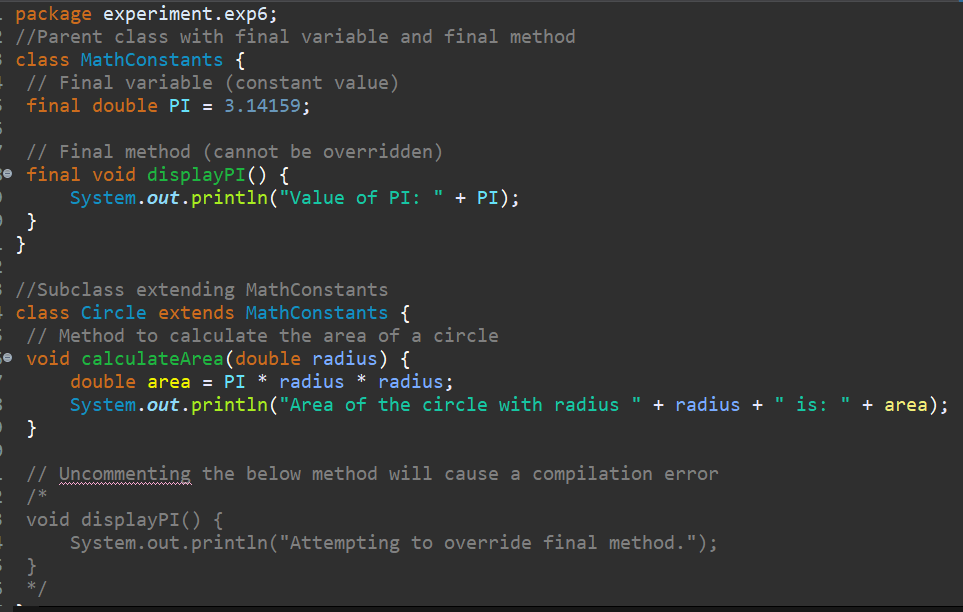 package experiment.exp6;
//Parent class with final variable and final method
class MathConstants {
// Final variable (constant value)
final double PI = 3.14159;
// Final method (cannot be overridden)
final void displayPI() {
System.out.println("Value of PI: " + PI);
}
}
//Subclass extending MathConstants
class Circle extends MathConstants {
// Method to calculate the area of a circle
void calculateArea(double radius) {
double area = PI * radius * radius;
System.out.println("Area of the circle with radius " + radius + " is: " + area);
}
// Uncommenting the below method will cause a compilation error
/*
void displayPI() {
System.out.println("Attempting to override final method.");
}
*/